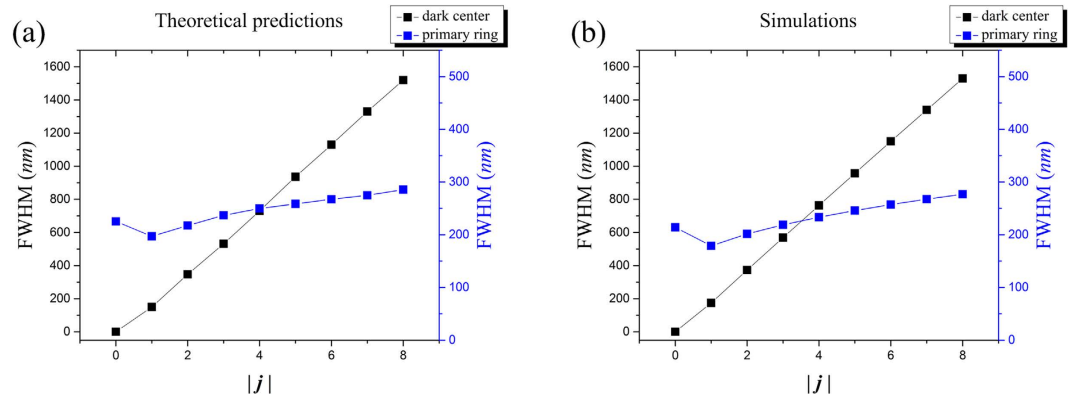 (a)
Theoretical predictions
dark center
primary ring
FWHM (nm)
1600
1400
1200
1000
800
600
400
200
0
500
400
300
200
100
0
FWHM (nm)
0 2 4 6 8
|j|
(b)
Simulations
dark center
primary ring
FWHM (nm)
1600
1400
1200
1000
800
600
400
200
0
500
400
300
200
100
0
FWHM (nm)
0 2 4 6 8
|j|